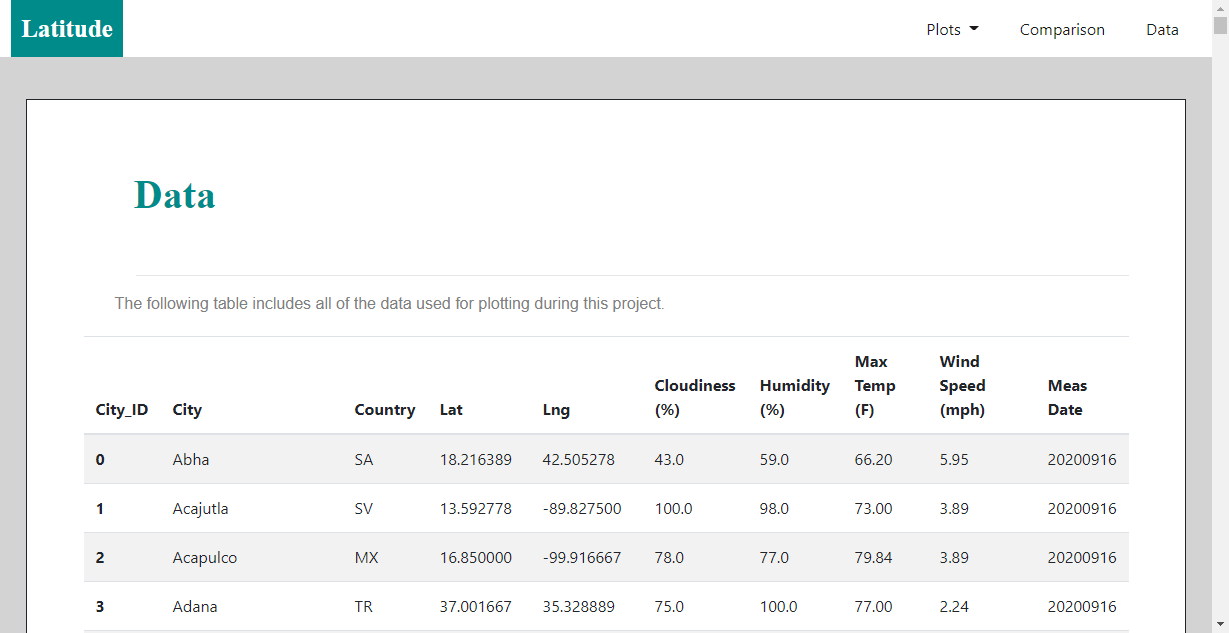 Latitude Plots Comparison Data
Data
The following table includes all of the data used for plotting during this project.
City_ID City Country Lat Lng Cloudiness (%) Humidity (%) Max Temp (F) Wind Speed (mph) Meas Date
0 Abha SA 18.216389 42.505278 43.0 59.0 66.20 5.95 20200916
1 Acajutla SV 13.592778 -89.827500 100.0 98.0 73.00 3.89 20200916
2 Acapulco MX 16.850000 -99.916667 78.0 77.0 79.84 3.89 20200916
3 Adana TR 37.001667 35.328889 75.0 100.0 77.00 2.24 20200916